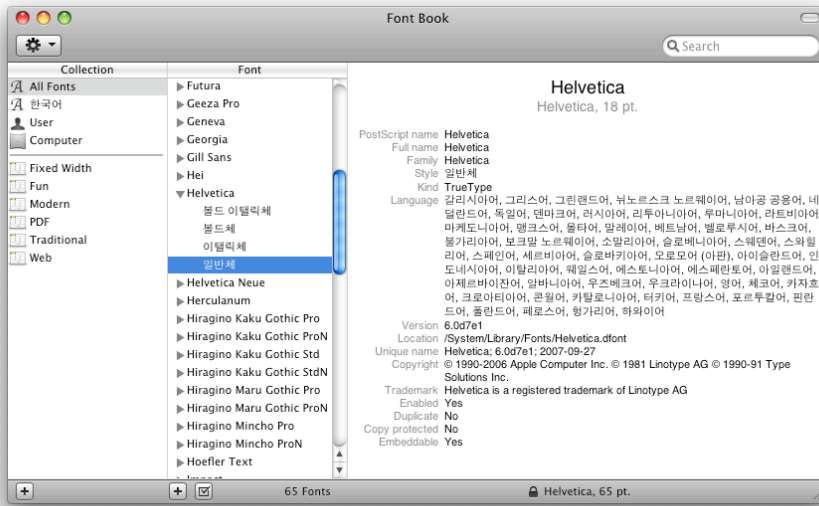 Font Book
Search
Collection
All Fonts
한국어
User
Computer
Fixed Width
Fun
Modern
PDF
Traditional
Web
Font
Futura
Geeza Pro
Geneva
Georgia
Gill Sans
Hei
Helvetica
볼드 이탤릭체
볼드체
이탤릭체
일반체
Helvetica Neue
Herculanum
Hiragino Kaku Gothic Pro
Hiragino Kaku Gothic ProN
Hiragino Kaku Gothic Std
Hiragino Kaku Gothic StdN
Hiragino Maru Gothic Pro
Hiragino Maru Gothic ProN
Hiragino Mincho Pro
Hiragino Mincho ProN
Hoefler Text
Helvetica
Helvetica, 18 pt.
PostScript name Helvetica
Full name Helvetica
Family Helvetica
Style 일반체
Kind TrueType
Language 갈리시아어, 그리스어, 그린랜드어, 뉘노르스크 노르웨이어, 남아공 공용어, 네
덜란드어, 독일어, 덴마크어, 러시아어, 리투아니아어, 루마니아어, 라트비아어
마케도니아어, 맹크스어, 몰타어, 말레이어, 베트남어, 벨로루시어, 바스크어,
불가리아어, 보크말 노르웨이어, 소말리아어, 슬로베니아어, 스웨덴어, 스와힐
리어, 스페인어, 세르비아어, 슬로바키아어, 오로모어 (아판), 아이슬란드어, 인
도네시아어, 이탈리아어, 웨일스어, 에스토니아어, 에스페란토어, 아일랜드어,
아제르바이잔어, 알바니아어, 우즈베크어, 우크라이나어, 영어, 체코어, 카자흐
어, 크로아티아어, 콘월어, 카탈로니아어, 터키어, 프랑스어, 포르투칼어, 핀란
드어, 폴란드어, 페로스어, 헝가리어, 하와이어
Version 6.0d7e1
Location /System/Library/Fonts/Helvetica.dfont
Unique name Helvetica; 6.0d7e1; 2007-09-27
Copyright © 1990-2006 Apple Computer Inc. © 1981 Linotype AG © 1990-91 Type
Solutions Inc.
Trademark Helvetica is a registered trademark of Linotype AG
Enabled Yes
Duplicate No
Copy protected No
Embeddable Yes
65 Fonts
Helvetica, 65 pt.